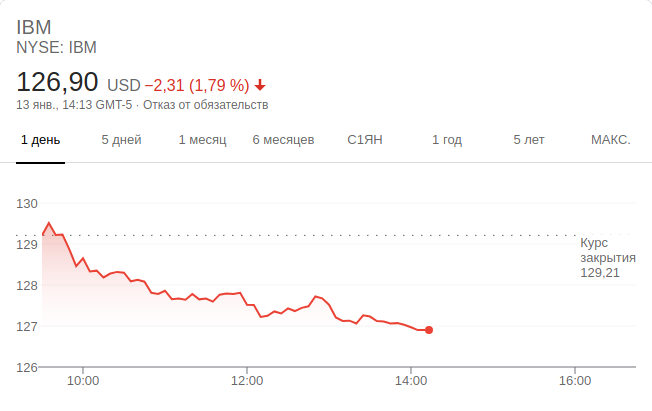 IBM
NYSE: IBM
126,90 USD −2,31 (1,79 %)
13 янв., 14:13 GMT-5 · Отказ от обязательств
1 день 5 дней 1 месяц 6 месяцев С1ЯН 1 год 5 лет МАКС.
130
129
128
127
126
Курс
закрытия
129,21
10:00 12:00 14:00 16:00